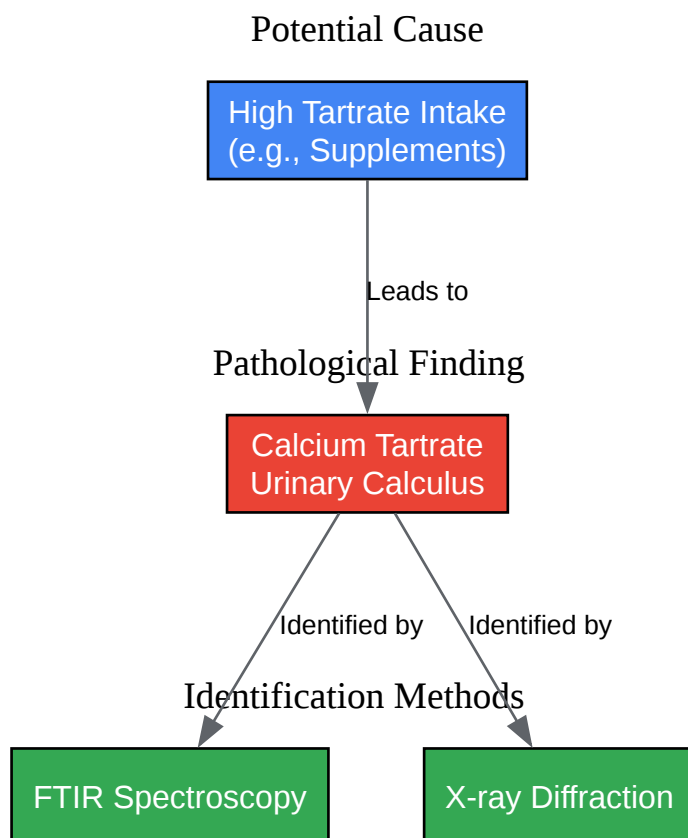 Potential Cause
High Tartrate Intake
(e.g., Supplements)
Leads to
Pathological Finding
Calcium Tartrate
Urinary Calculus
Identified by
Identified by
Identification Methods
FTIR Spectroscopy
X-ray Diffraction